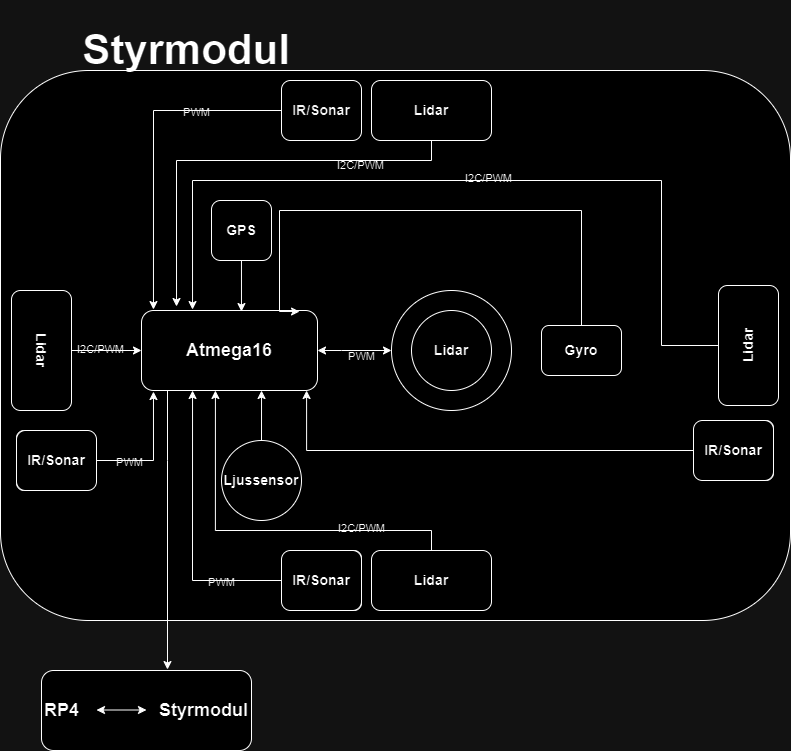 Styrmodul
IR/Sonar
Lidar
PWM
I2C/PWM
I2C/PWM
GPS
Lidar
I2C/PWM
Atmega16
PWM
Lidar
Gyro
Lidar
IR/Sonar
PWM
Ljussensor
IR/Sonar
I2C/PWM
PWM
IR/Sonar
Lidar
RP4
Styrmodul